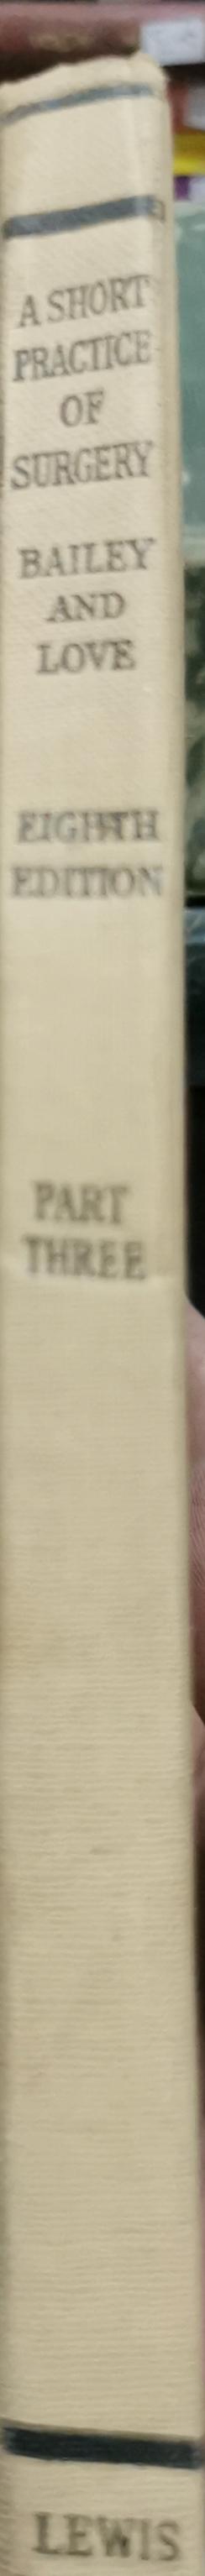 A SHORT
PRACTICE
OF
SURGERY
BAILEY
AND
LOVE
EIGHTH
EDITION
PART
THREE
LEWIS